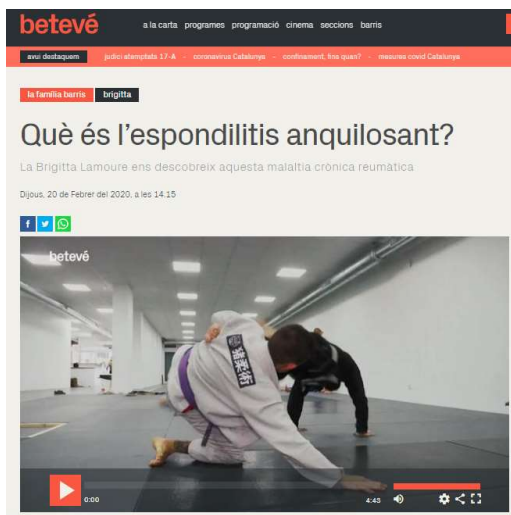 betevé
a la carta programes programació cinema seccions barris
avui destaquem judici atemptats 17-A - coronavirus Catalunya - confinament, fins quan? - mesures covid Catalunya
la família barris brigitta
Què és l'espondilitis anquilosant?
La Brigitta Lamoure ens descobreix aquesta malaltia crònica reumàtica
Dijous, 20 de Febrer del 2020, a les 14.15
betevé
0:00 4:45